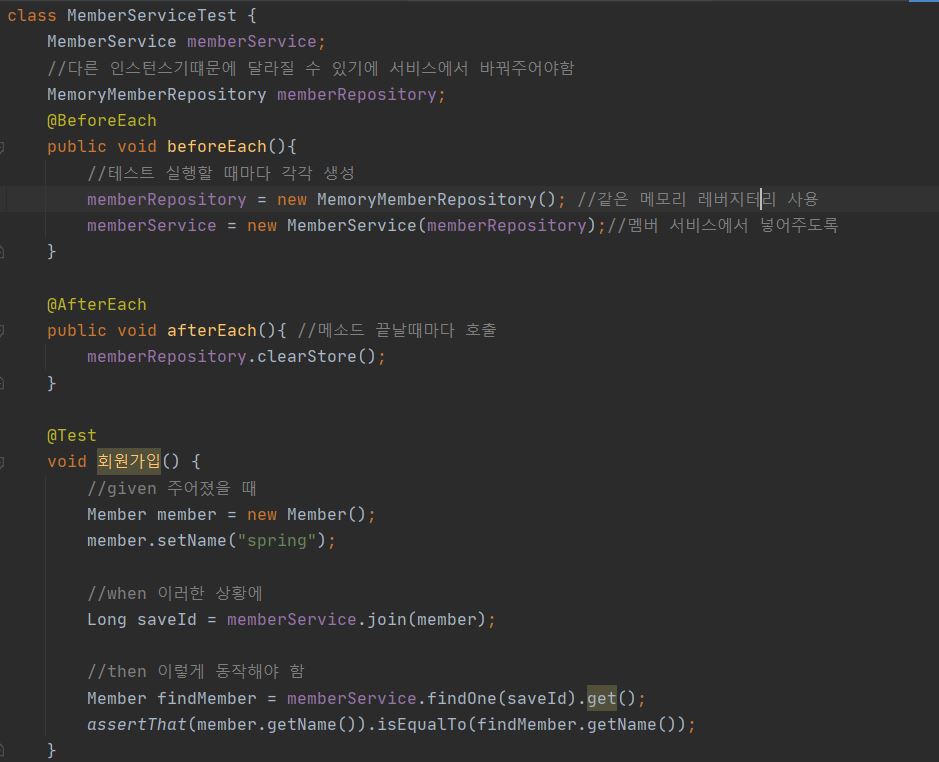 class MemberServiceTest {
MemberService memberService;
//다른 인스턴스기때문에 달라질 수 있기에 서비스에서 바꿔주어야함
MemoryMemberRepository memberRepository;
@BeforeEach
public void beforeEach(){
//테스트 실행할 때마다 각각 생성
memberRepository = new MemoryMemberRepository(); //같은 메모리 레버지터리 사용
memberService = new MemberService(memberRepository);//멤버 서비스에서 넣어주도록
}
@AfterEach
public void afterEach(){ //메소드 끝날때마다 호출
memberRepository.clearStore();
}
@Test
void 회원가입() {
//given 주어졌을 때
Member member = new Member();
member.setName("spring");
//when 이러한 상황에
Long saveId = memberService.join(member);
//then 이렇게 동작해야 함
Member findMember = memberService.findOne(saveId).get();
assertThat(member.getName()).isEqualTo(findMember.getName());
}